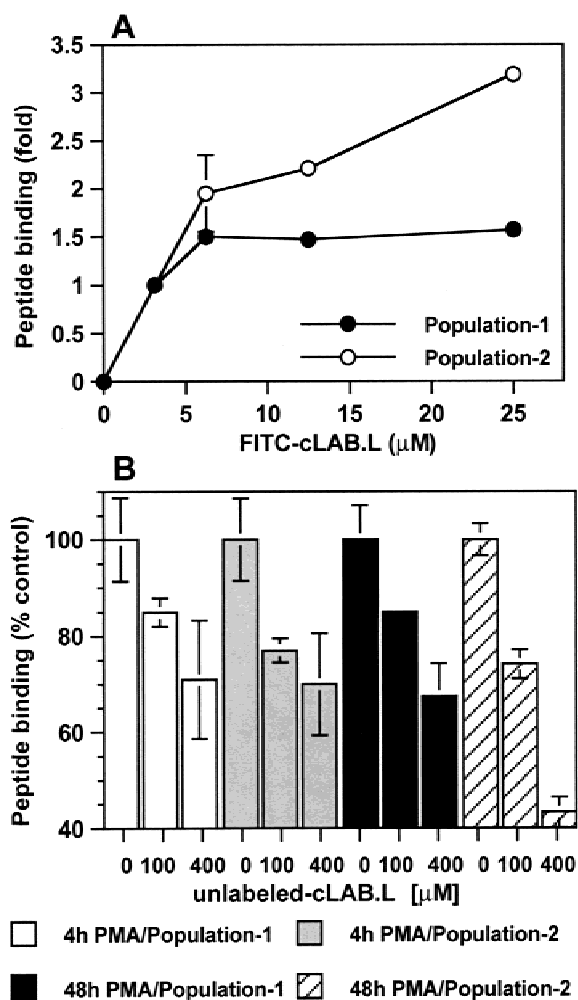 A
3.5
3
2.5
2
1.5
1
0.5
0
Peptide binding (fold)
Population-1
Population-2
0 5 10 15 20 25
FITC-cLAB.L (μM)
B
100
80
60
40
Peptide binding (% control)
0 100 400 0 100 400 0 100 400 0 100 400
unlabeled-cLAB.L [μM]
4h PMA/Population-1 4h PMA/Population-2
48h PMA/Population-1 48h PMA/Population-2